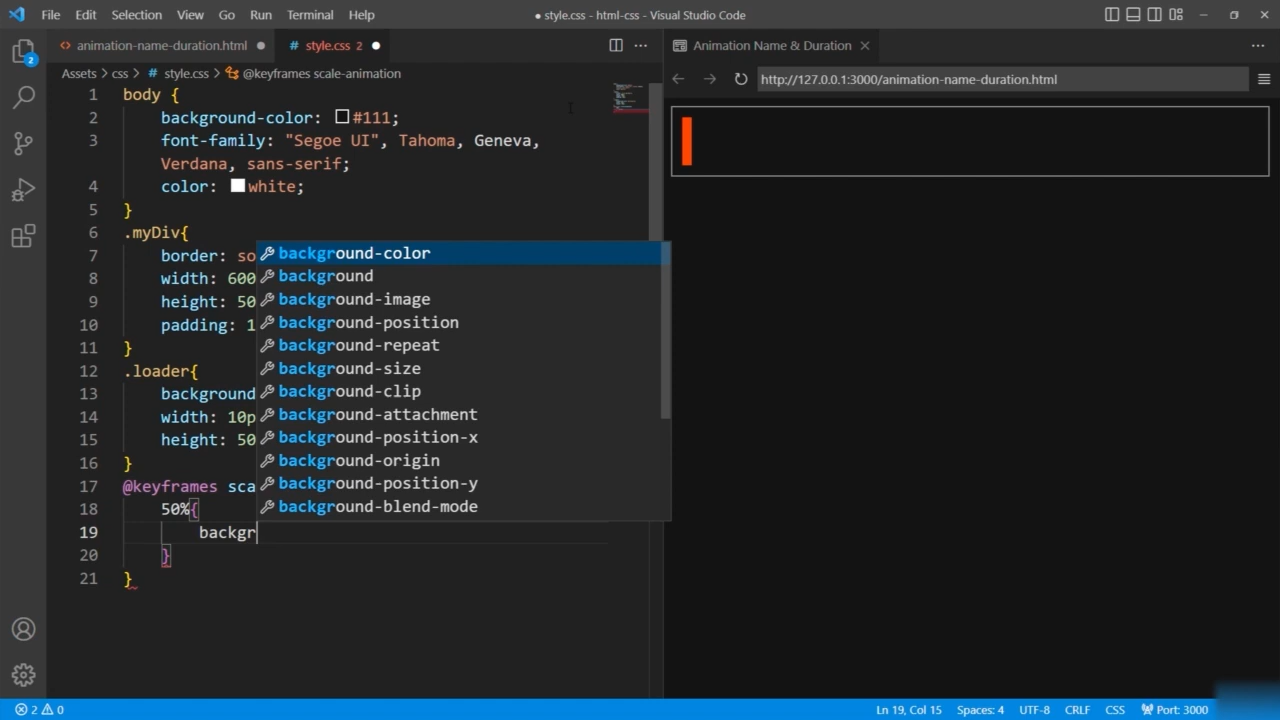 File Edit Selection View Go Run Terminal Help
● style.css - html-css - Visual Studio Code
2
<> animation-name-duration.html
# style.css 2
Assets > css > # style.css > @keyframes scale-animation
1 body {
2 background-color: #111;
3 font-family: "Segoe UI", Tahoma, Geneva,
Verdana, sans-serif;
4 color: white;
5 }
6 .myDiv{
7 border: so
8 width: 600
9 height: 50
10 padding: 1
11 }
12 .loader{
13 background
14 width: 10p
15 height: 50
16 }
17 @keyframes sca
18 50%{
19 backgr
20 }
21 }
background-color
background
background-image
background-position
background-repeat
background-size
background-clip
background-attachment
background-position-x
background-origin
background-position-y
background-blend-mode
Animation Name & Duration
http://127.0.0.1:3000/animation-name-duration.html
2 0
Ln 19, Col 15 Spaces: 4 UTF-8 CRLF CSS Port: 3000